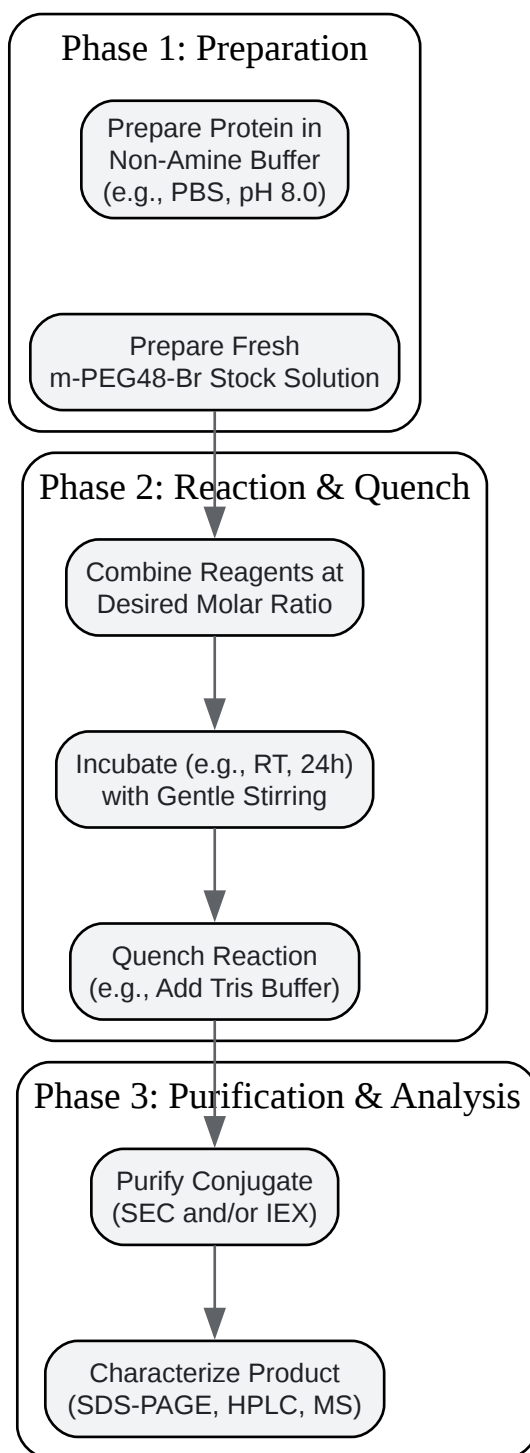 Phase 1: Preparation
Prepare Protein in
Non-Amine Buffer
(e.g., PBS, pH 8.0)
Prepare Fresh
m-PEG48-Br Stock Solution
Phase 2: Reaction & Quench
Combine Reagents at
Desired Molar Ratio
Incubate (e.g., RT, 24h)
with Gentle Stirring
Quench Reaction
(e.g., Add Tris Buffer)
Phase 3: Purification & Analysis
Purify Conjugate
(SEC and/or IEX)
Characterize Product
(SDS-PAGE, HPLC, MS)